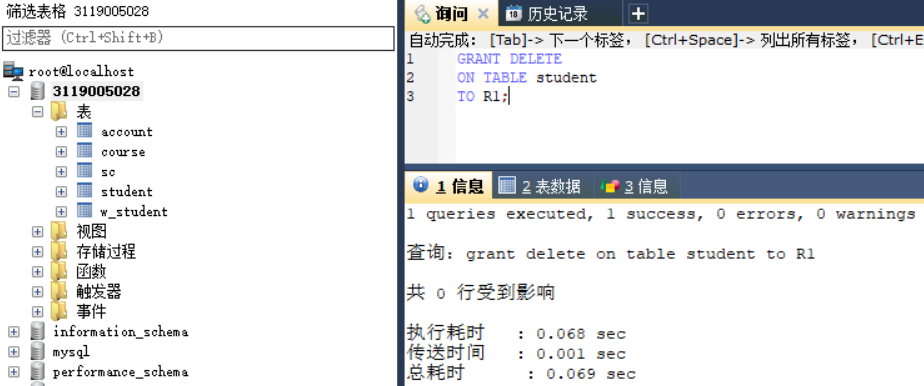 筛选表格 3119005028
过滤器 (Ctrl+Shift+B)
root@localhost
3119005028
表
account
course
sc
student
w_student
视图
存储过程
函数
触发器
事件
information_schema
mysql
performance_schema
询问
历史记录
自动完成: [Tab]-> 下一个标签, [Ctrl+Space]-> 列出所有标签, [Ctrl+E
1 GRANT DELETE
2 ON TABLE student
3 TO R1;
1 信息 2 表数据 3 信息
1 queries executed, 1 success, 0 errors, 0 warnings
查询: grant delete on table student to R1
共 0 行受到影响
执行耗时 : 0.068 sec
传送时间 : 0.001 sec
总耗时 : 0.069 sec